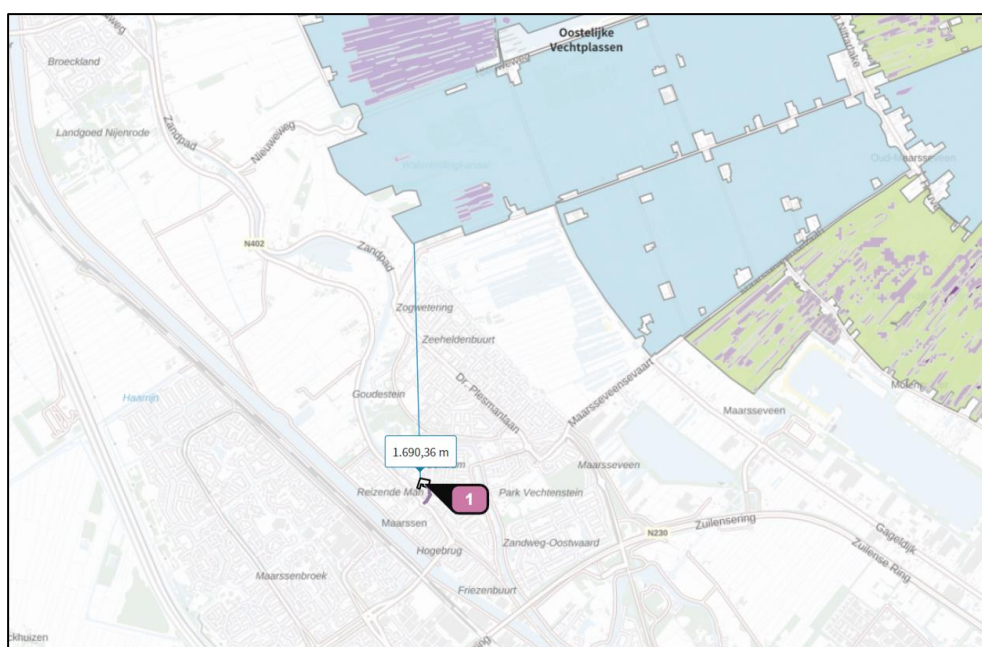 Oostelijke
Vechtplassen
Broeckland
Landgoed Nijenrode
Zandpad
Nieuweweg
Oud-Maarsseveen
N402
Zandpad
Zogwetering
Zeeheldenbuurt
Dr. Plesmanlaan
Goudestein
Haarrijn
Maarsseveensevaart
Maarsseveen
1.690,36 m
Maarsseveen
Reizende Man
1
Park Vechtenstein
Maarssen
Zuilensering
N230
Gageldijk
Zuilense Ring
Hogebrug
Zandweg-Oostwaard
Maarssenbroek
Friezenbuurt
ckhuizen